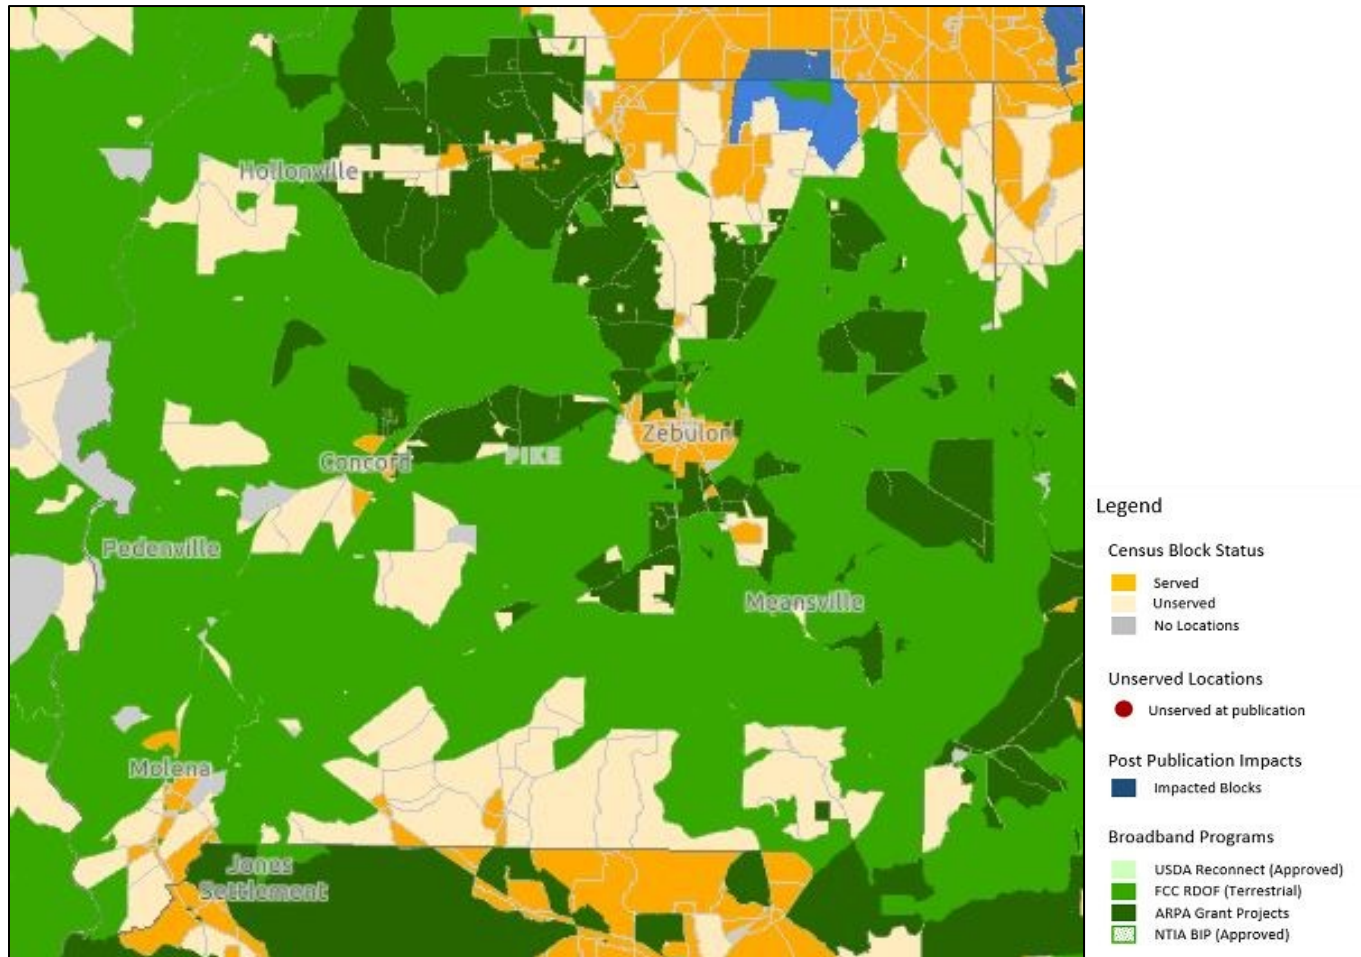 Hollonville
Zebulon
Concord
PIKE
Pedenville
Meansville
Molena
Jones
Settlement
Legend
Census Block Status
Served
Unserved
No Locations
Unserved Locations
Unserved at publication
Post Publication Impacts
Impacted Blocks
Broadband Programs
USDA Reconnect (Approved)
FCC RDOF (Terrestrial)
ARPA Grant Projects
NTIA BIP (Approved)